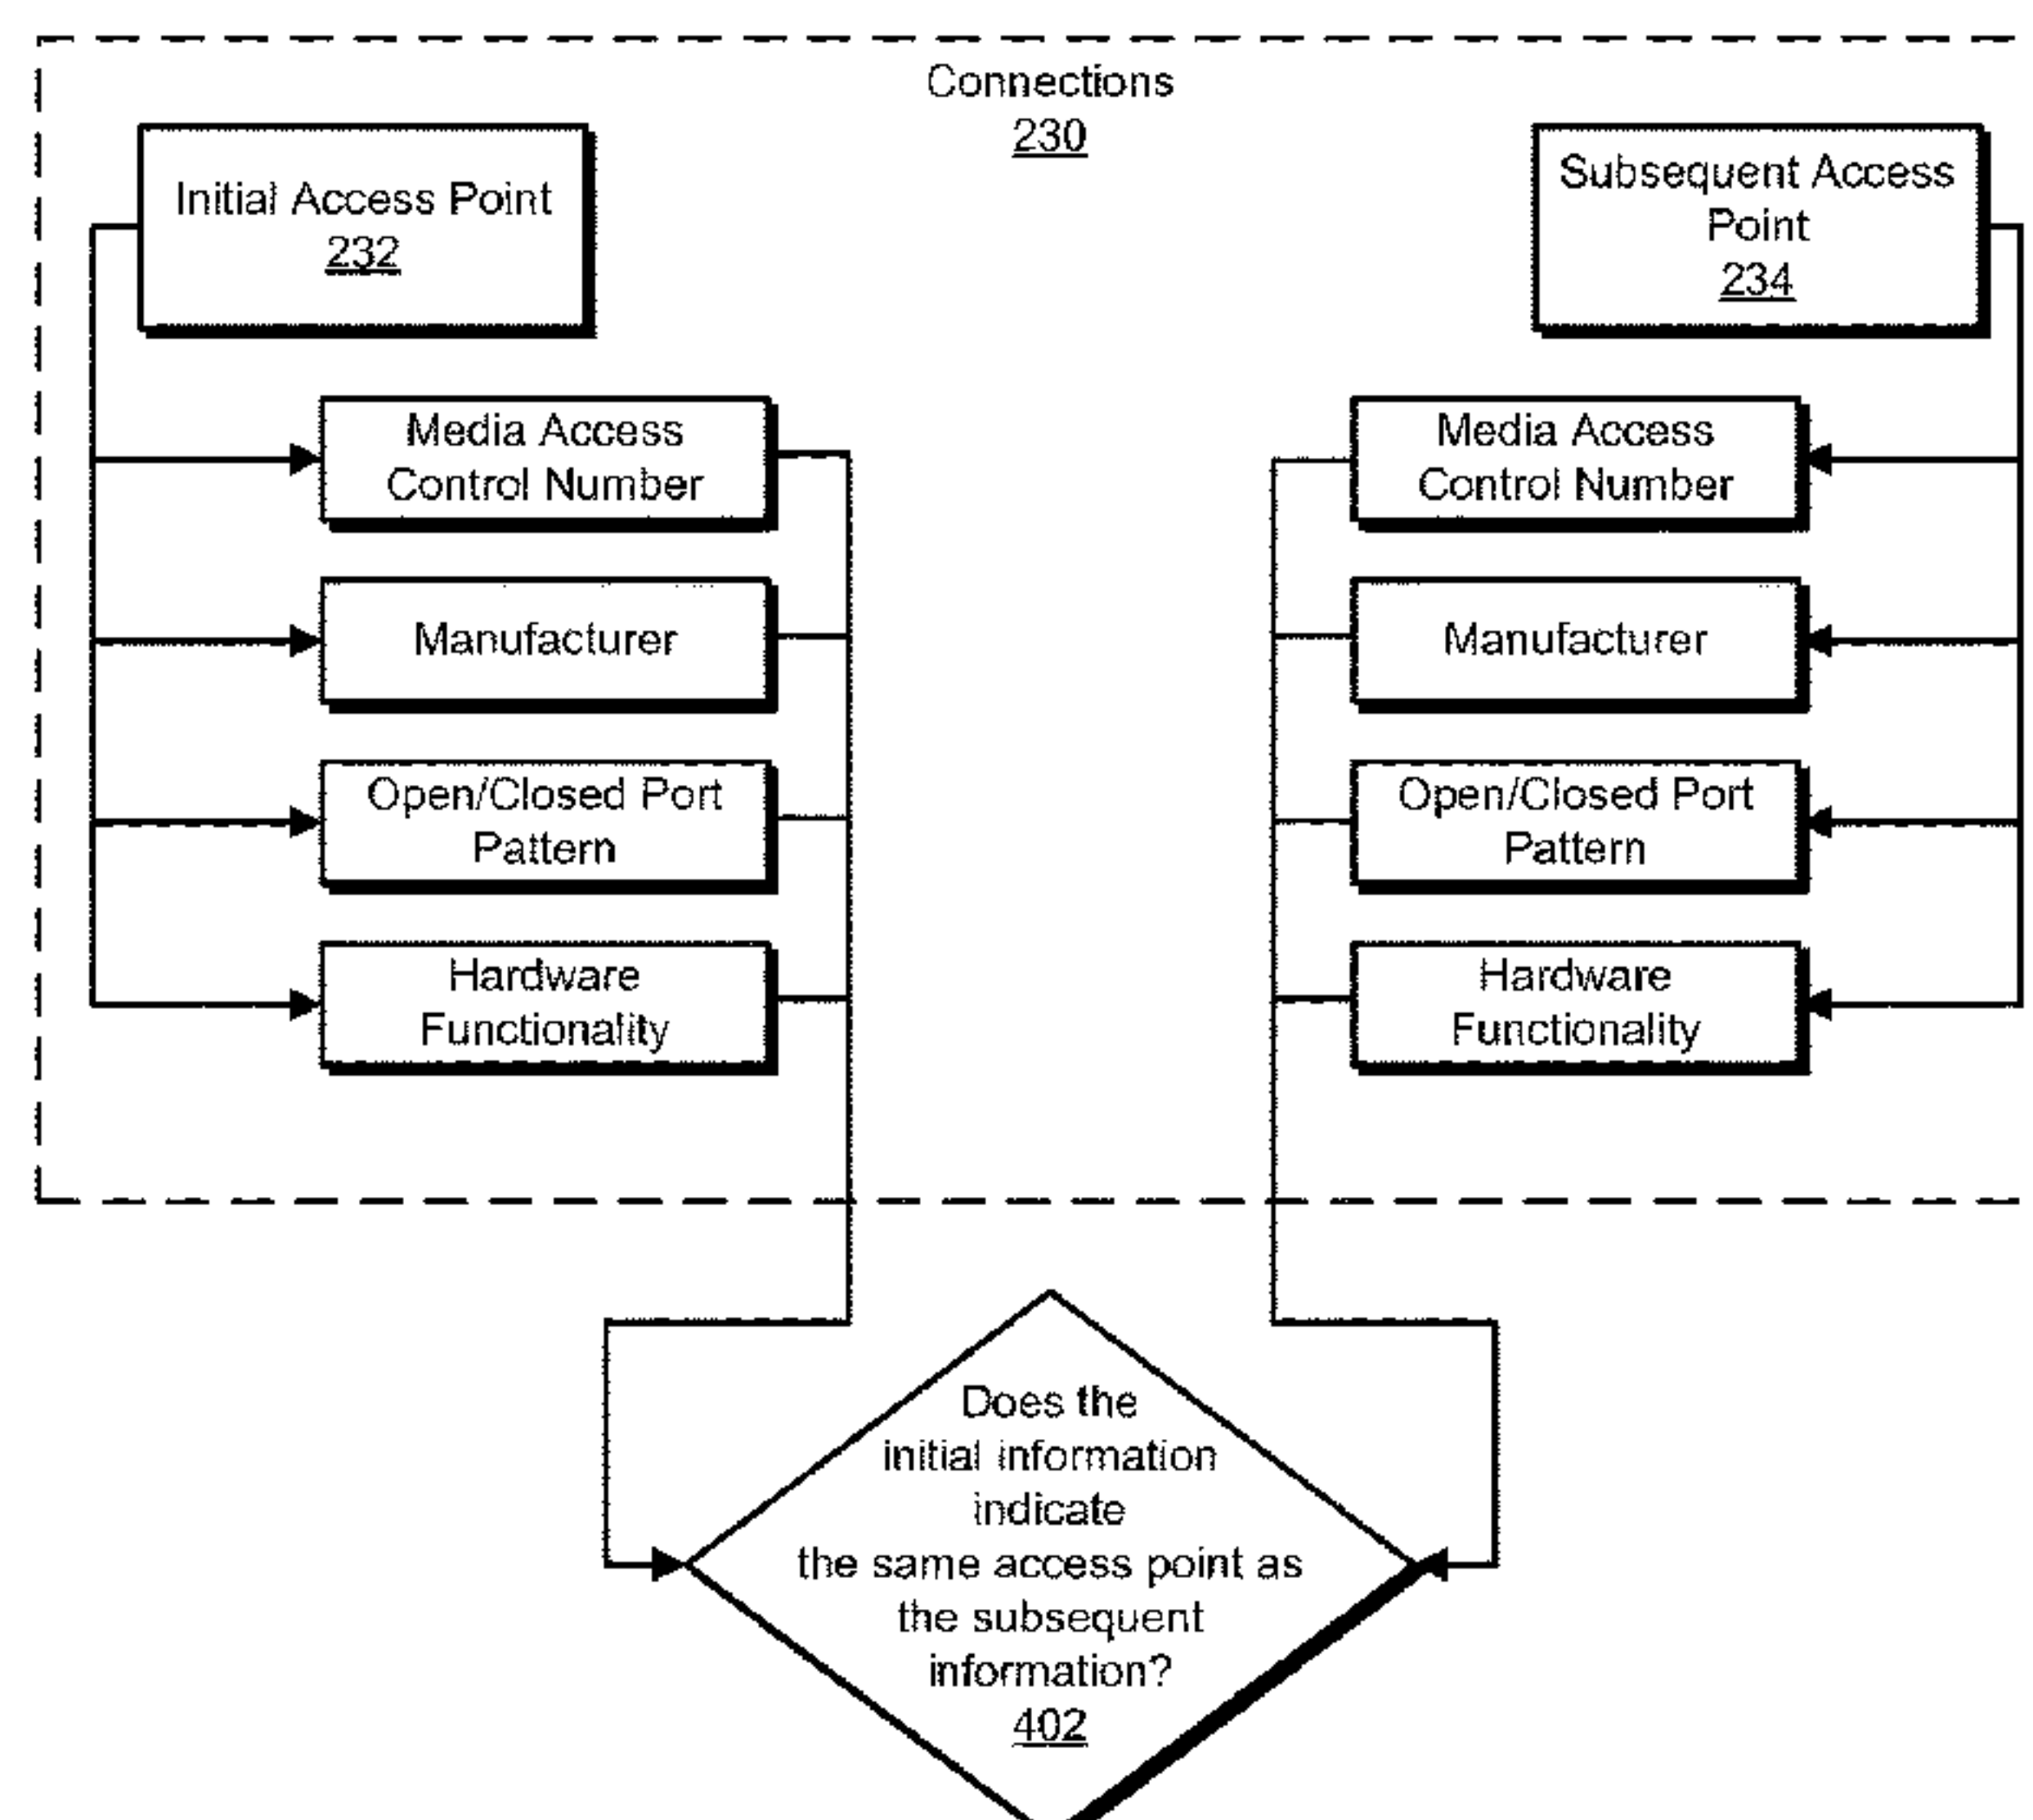 Connections
230
Initial Access Point
232
Subsequent Access
Point
234
Media Access
Control Number
Manufacturer
Open/Closed Port
Pattern
Hardware
Functionality
Media Access
Control Number
Manufacturer
Open/Closed Port
Pattern
Hardware
Functionality
Does the
initial information
indicate
the same access point as
the subsequent
information?
402